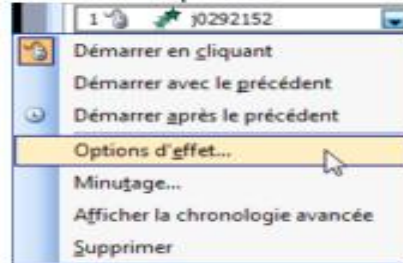 1 j0292152
Démarrer en cliquant
Démarrer avec le précédent
Démarrer après le précédent
Options d'effet...
Minutage...
Afficher la chronologie avancée
Supprimer